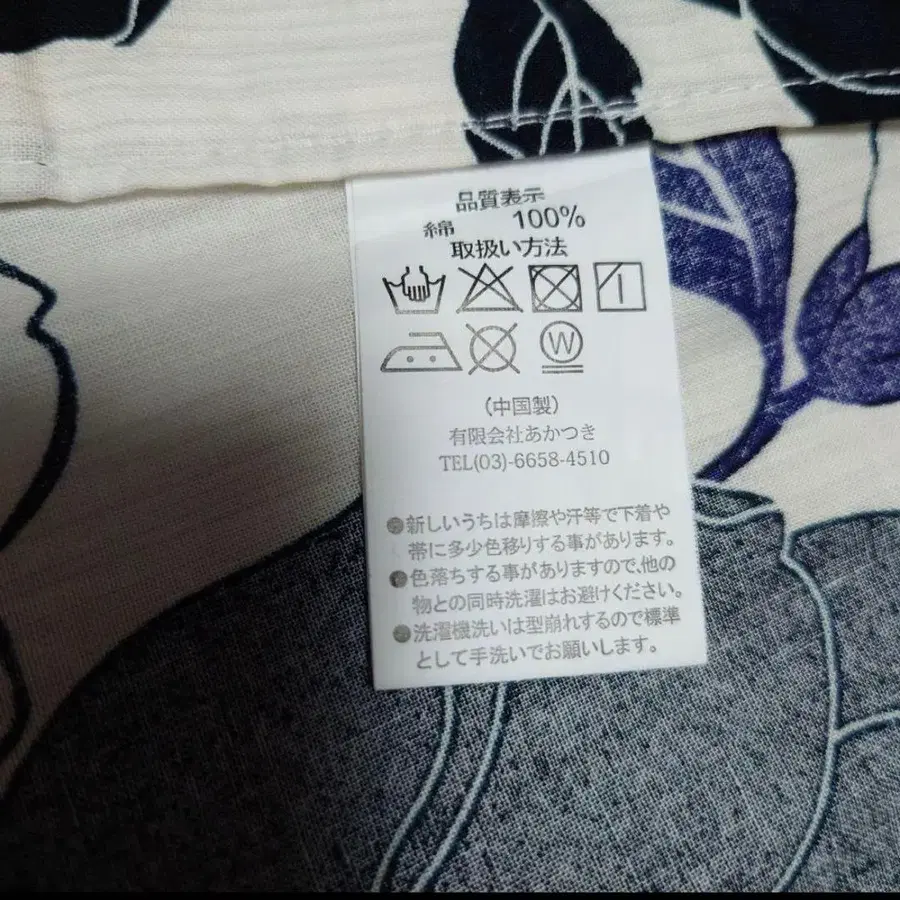 品質表示
綿 100%
取扱い方法
W
(中国製)
有限会社あかつき
TEL(03)-6658-4510
●新しいうちは摩擦や汗等で下着や
帯に多少色移りする事があります。
●色落ちする事がありますので、他の
物との同時洗濯はお避けください。
●洗濯機洗いは型崩れするので標準
として手洗いでお願いします。